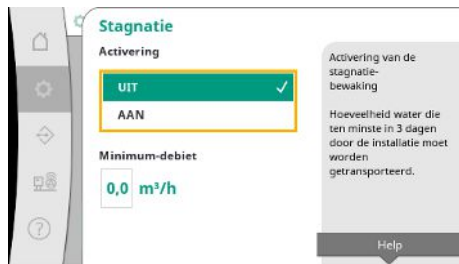 Stagnatie
Activering
UIT
AAN
Minimum-debiet
0,0 m³/h
Activering van de
stagnatie-
bewaking
Hoeveelheid water die
ten minste in 3 dagen
door de installatie moet
worden
getransporteerd.
Help